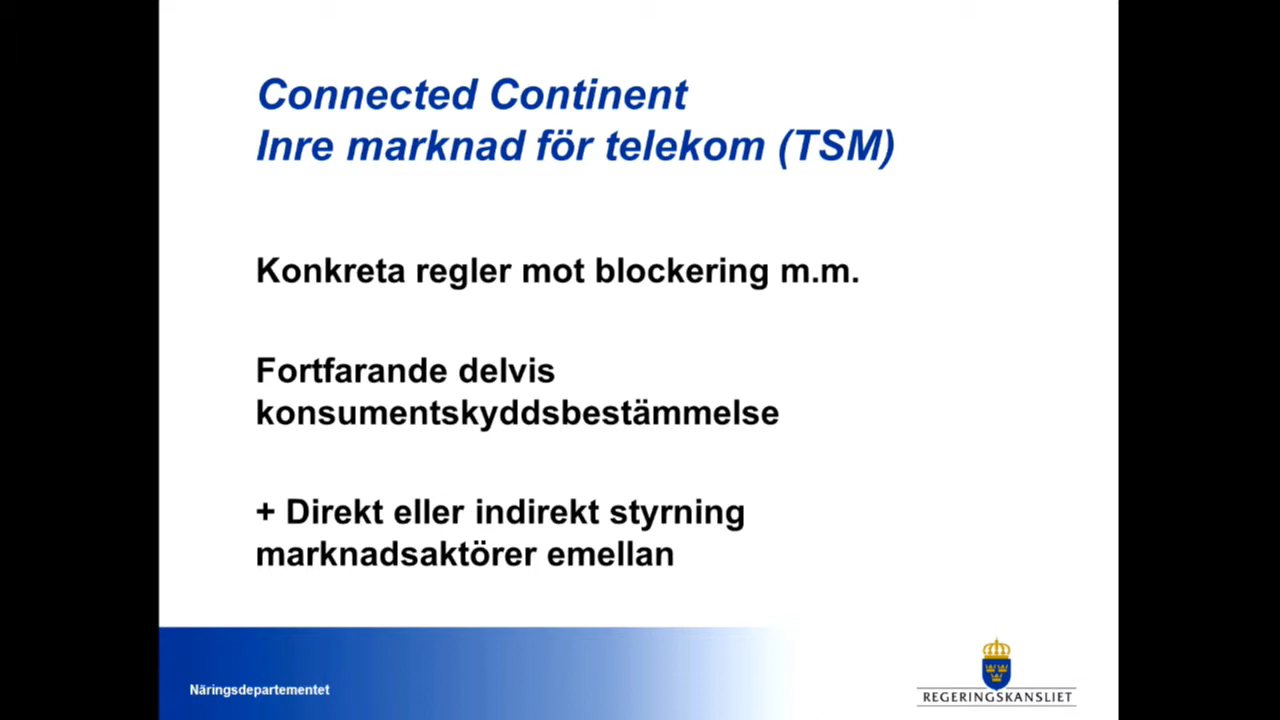 Connected Continent
Inre marknad för telekom (TSM)
Konkreta regler mot blockering m.m.
Fortfarande delvis
konsumentskyddsbestämmelse
+ Direkt eller indirekt styrning
marknadsaktörer emellan
Näringsdepartementet
REGERINGSKANSLIET